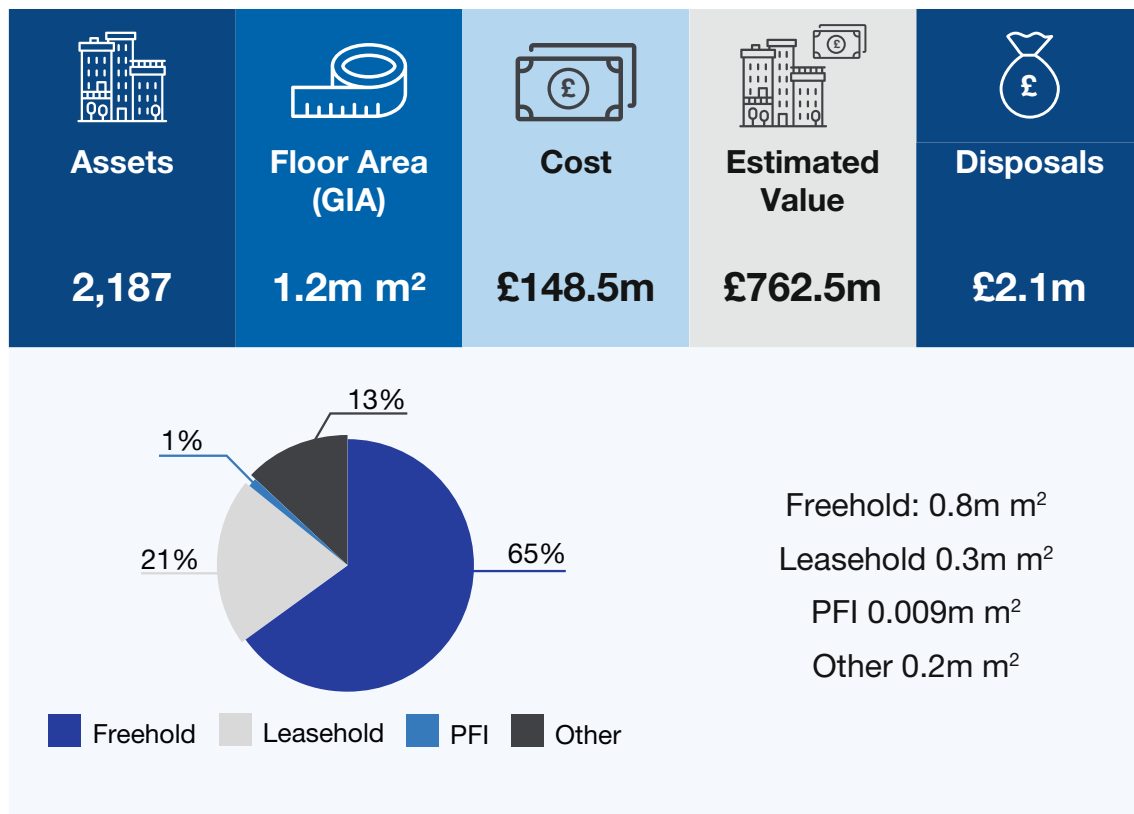 £
£
£
Assets
Floor Area
(GIA)
Cost
Estimated
Value
Disposals
2,187
1.2m m²
£148.5m
£762.5m
£2.1m
13%
1%
21%
65%
Freehold: 0.8m m²
Leasehold 0.3m m²
PFI 0.009m m²
Other 0.2m m²
Freehold
Leasehold
PFI
Other